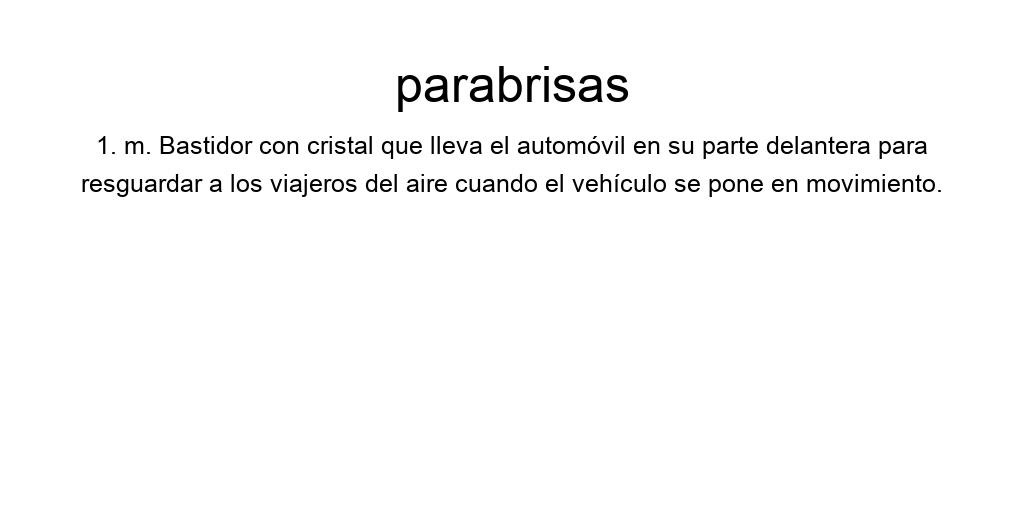 parabrisas
1. m. Bastidor con cristal que lleva el automóvil en su parte delantera para
resguardar a los viajeros del aire cuando el vehículo se pone en movimiento.